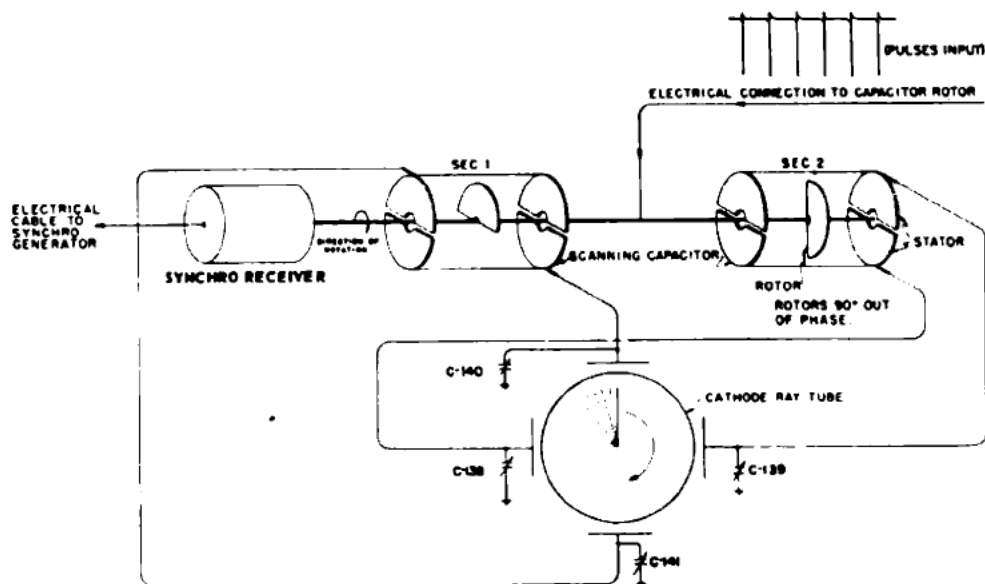 (PULSES INPUT)
ELECTRICAL CONNECTION TO CAPACITOR ROTOR
SEC 1
SEC 2
ELECTRICAL
CABLE TO
SYNCHRO
GENERATOR
DIRECTION OF
ROTATION
SCANNING CAPACITOR
STATOR
SYNCHRO RECEIVER
ROTOR
ROTORS 90° OUT
OF PHASE.
C-140
CATHODE RAY TUBE
C-138
C-139
C-141